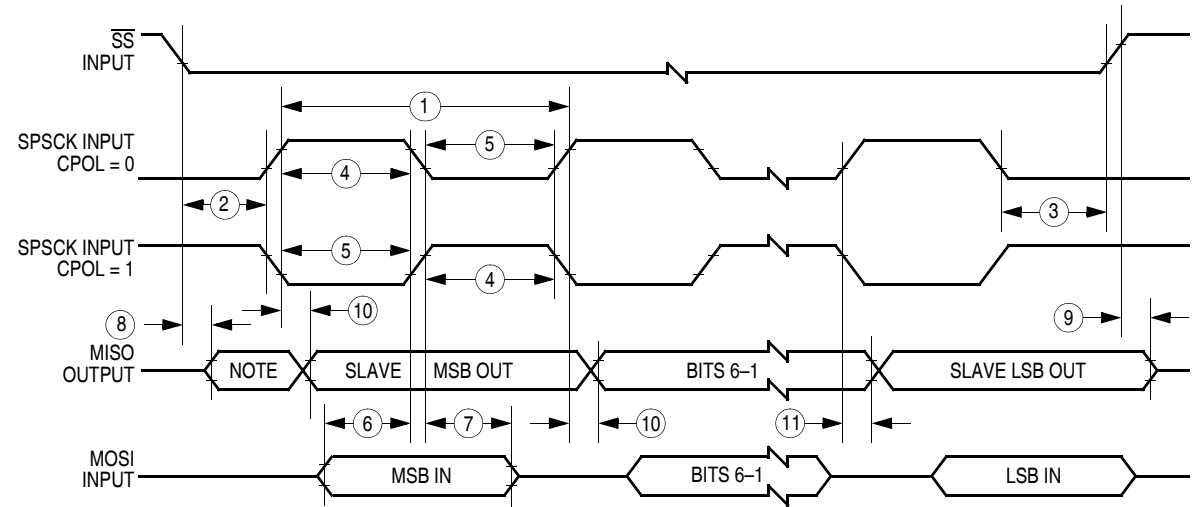 SS
INPUT
1
SPSCK INPUT
CPOL = 0
5
4
2
3
SPSCK INPUT
CPOL = 1
5
4
10
8
9
MISO
OUTPUT
NOTE
SLAVE MSB OUT
BITS 6–1
SLAVE LSB OUT
6
7
10
11
MOSI
INPUT
MSB IN
BITS 6–1
LSB IN